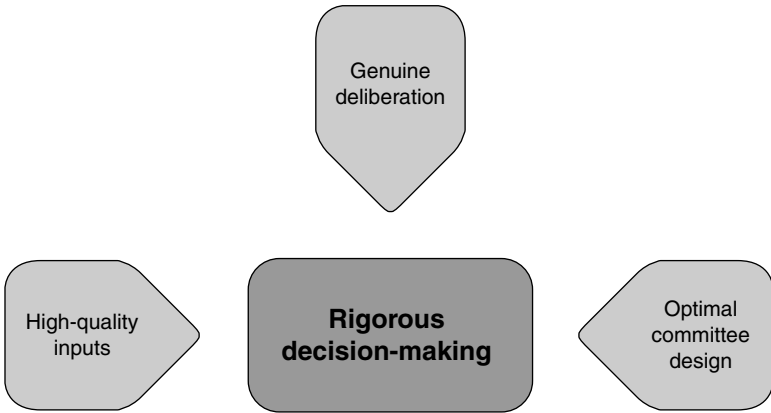 Genuine
deliberation
High-quality
inputs
Rigorous
decision-making
Optimal
committee
design